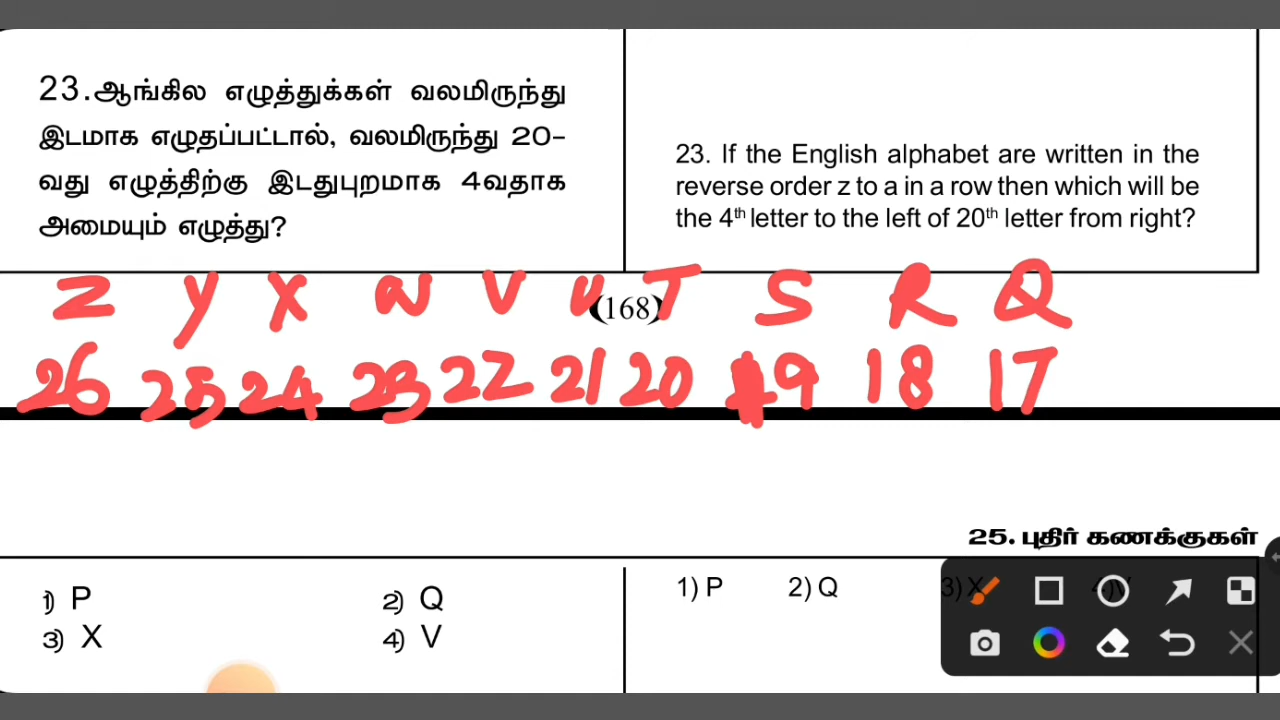 23.ஆங்கில எழுத்துக்கள் வலமிருந்து
இடமாக எழுதப்பட்டால், வலமிருந்து 20-
வது எழுத்திற்கு இடதுபுறமாக 4வதாக
அமையும் எழுத்து?
23. If the English alphabet are written in the
reverse order z to a in a row then which will be
the 4th letter to the left of 20th letter from right?
Z Y X W V U T S R Q
(168)
26 25 24 23 22 21 20 19 18 17
25. புதிர் கணக்குகள்
1) P 2) Q
3) X 4) V
1) P 2) Q 3) X 4) V